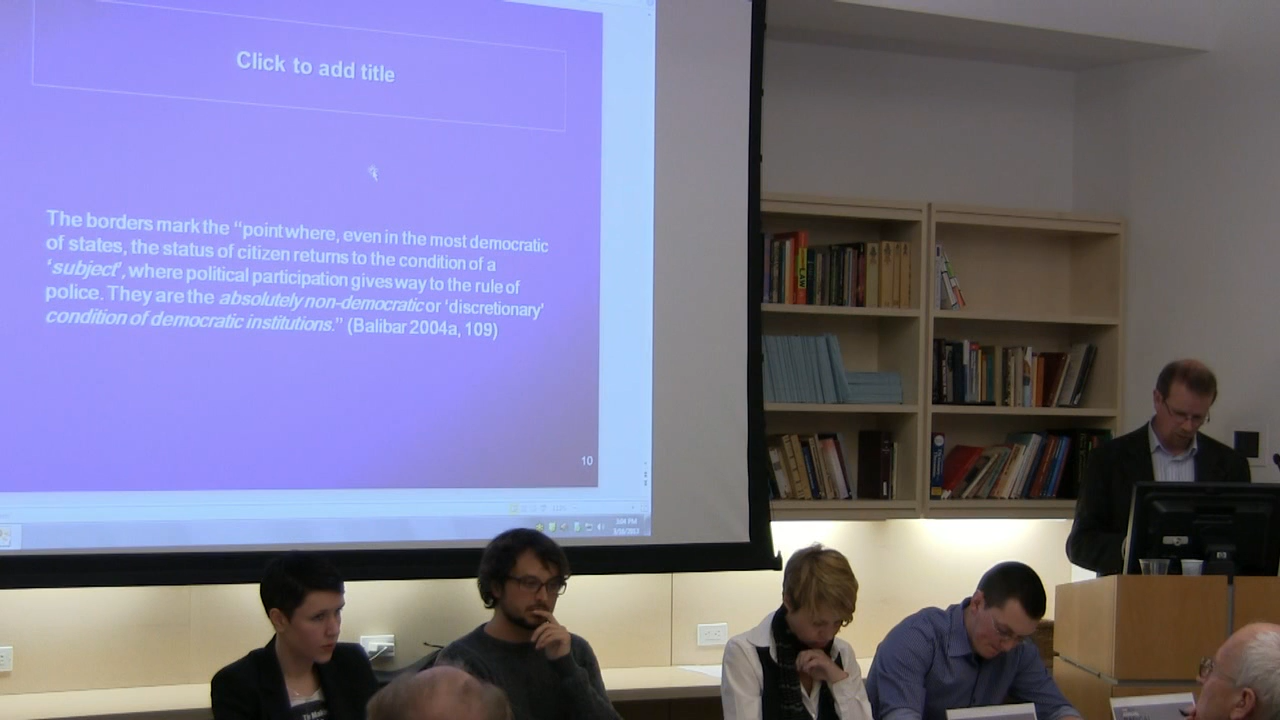 Click to add title
The borders mark the “point where, even in the most democratic
of states, the status of citizen returns to the condition of a
‘subject’, where political participation gives way to the rule of
police. They are the absolutely non-democratic or ‘discretionary’
condition of democratic institutions.” (Balibar 2004a, 109)
10
LAW